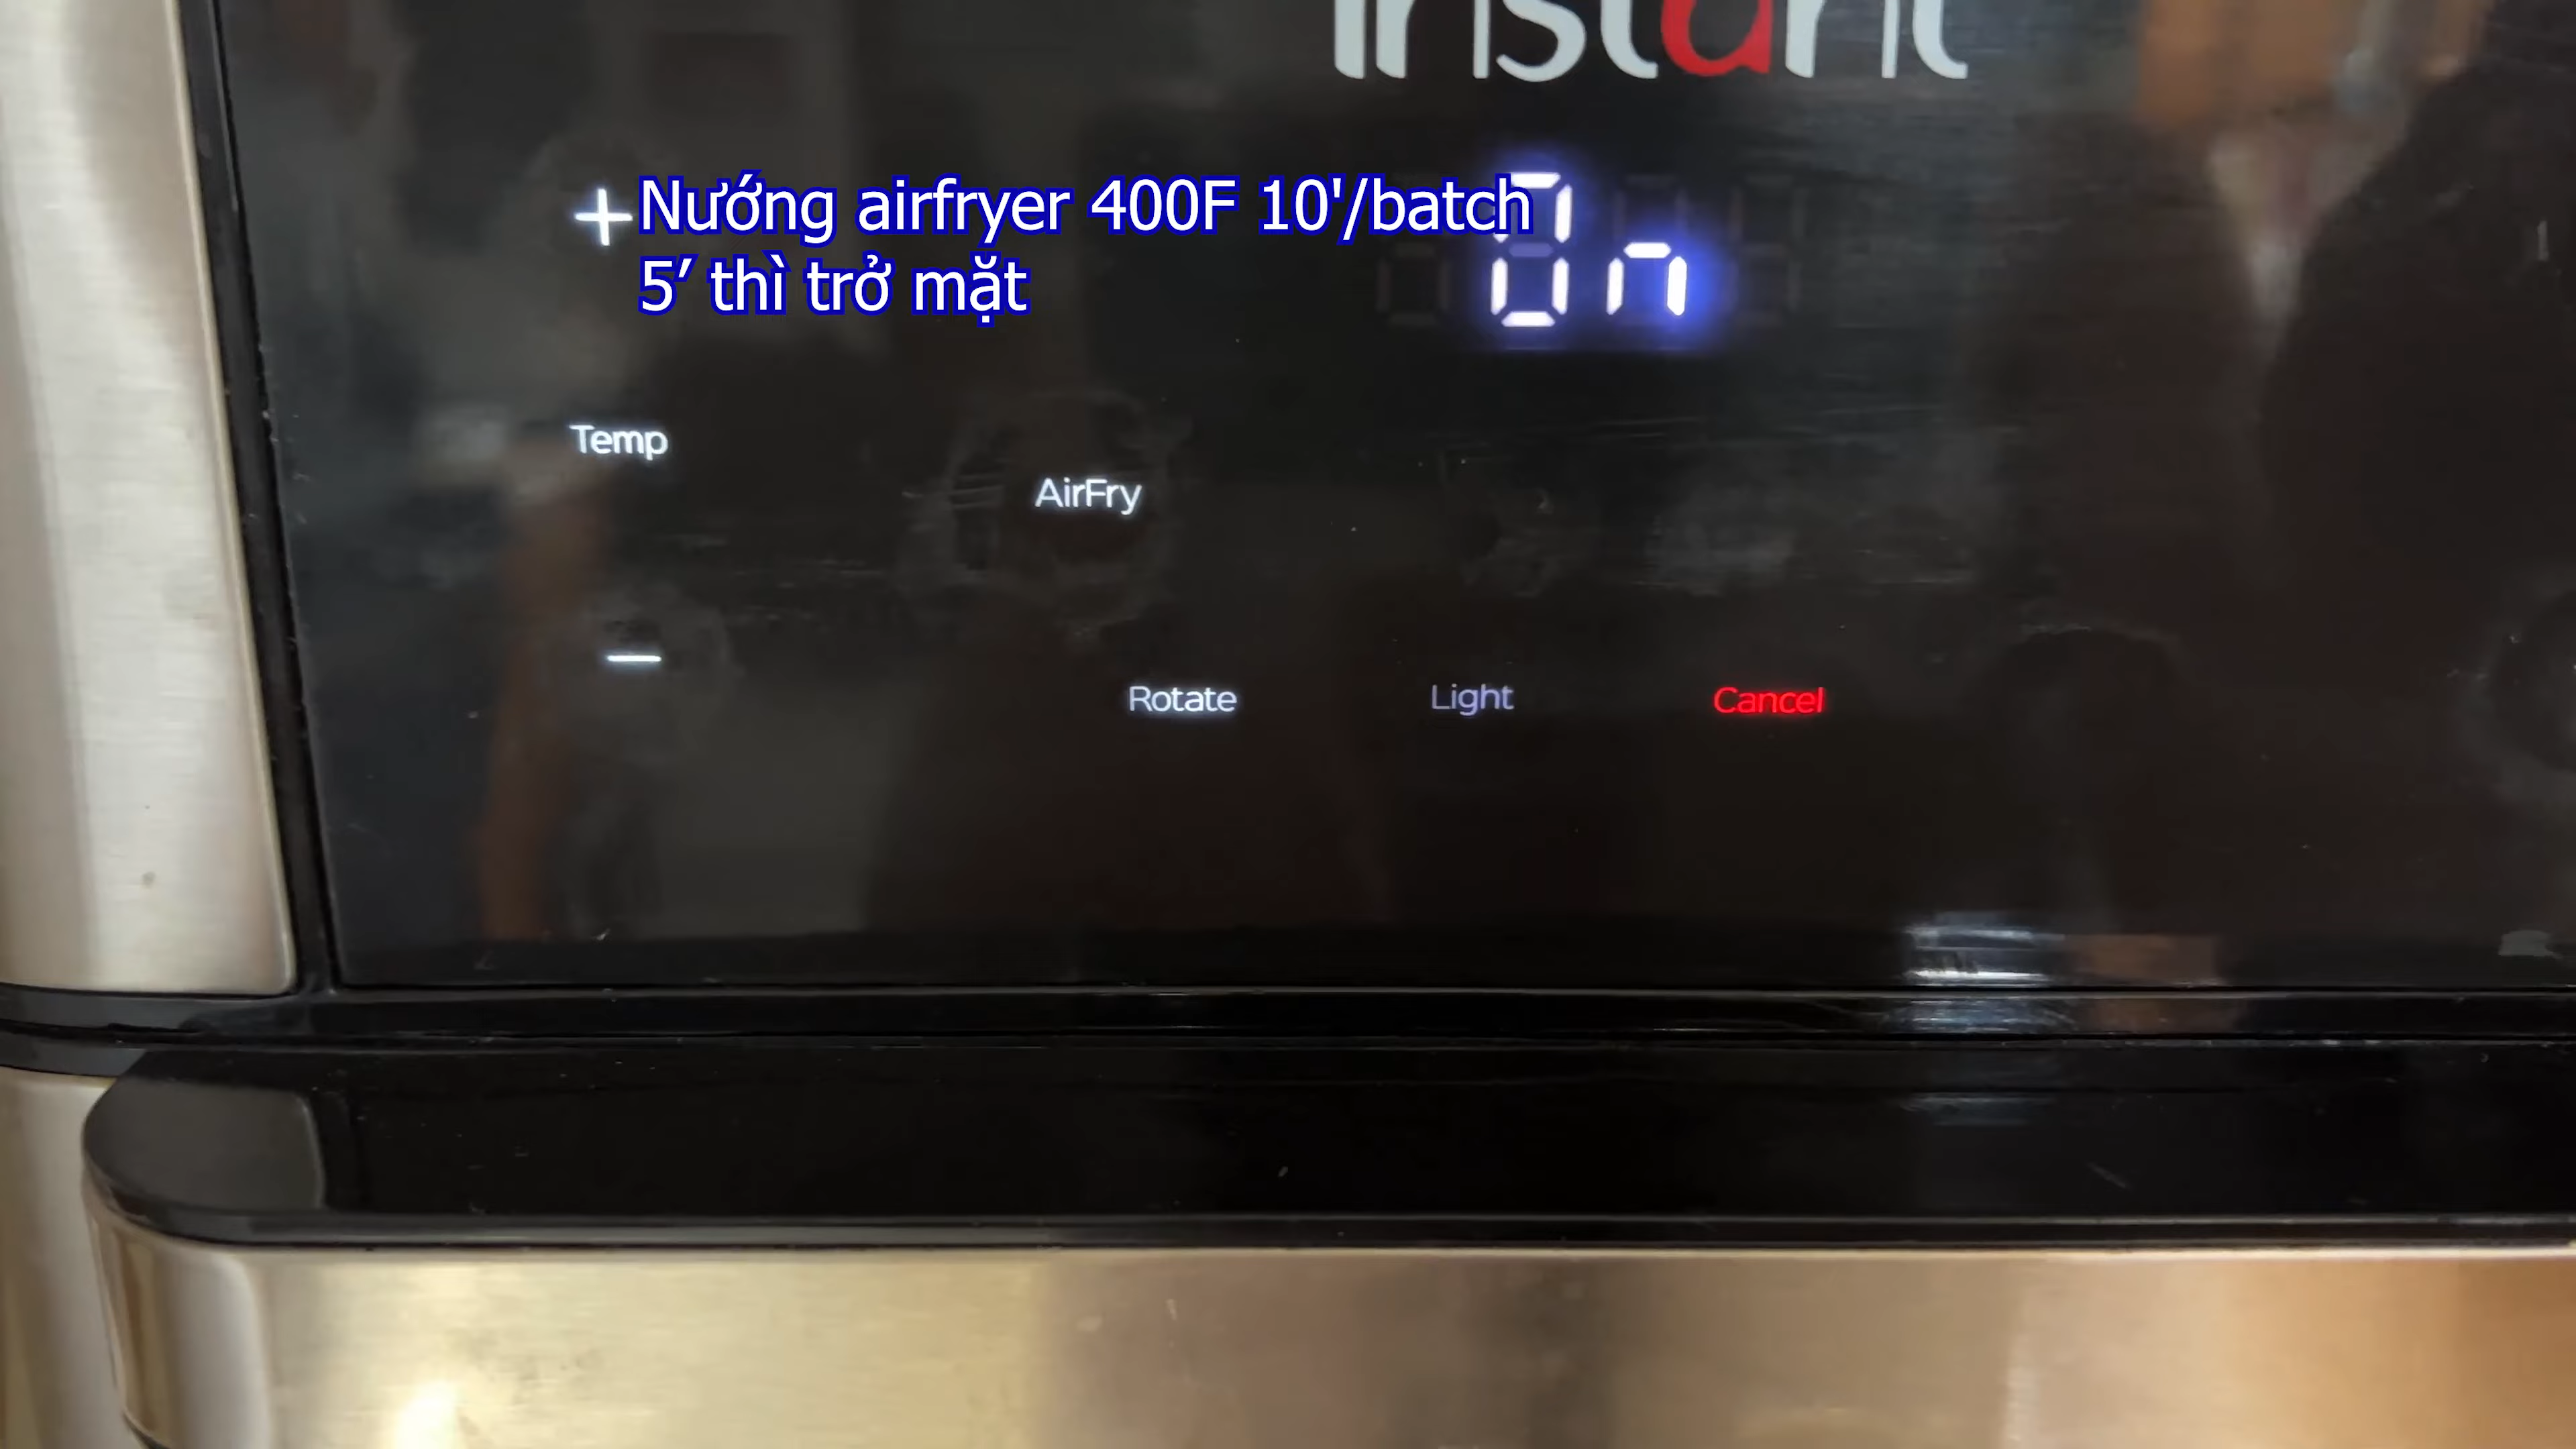 Instant
+
Nướng airfryer 400F 10'/batch
5’ thì trở mặt
On
Temp
AirFry
−
Rotate
Light
Cancel